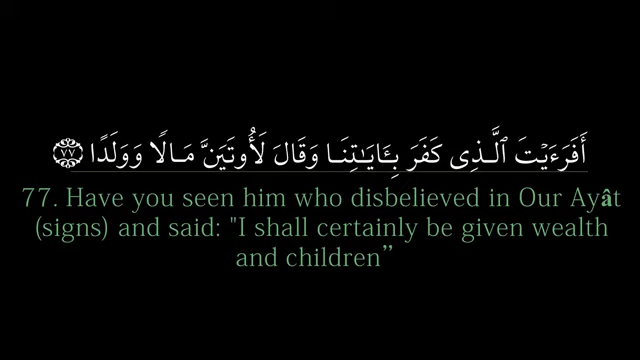 أَفَرَءَيْتَ ٱلَّذِى كَفَرَ بِـَٔايَـٰتِنَا وَقَالَ لَأُوتَيَنَّ مَالًا وَوَلَدًا ٧٧
77. Have you seen him who disbelieved in Our Ayât
(signs) and said: "I shall certainly be given wealth
and children”